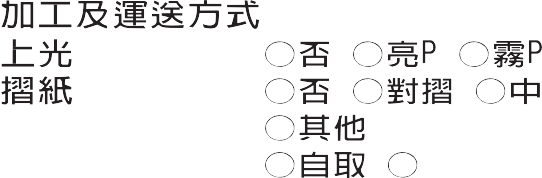 加工及運送方式
上光 ○否 ○亮P ○霧P
摺紙 ○否 ○對摺 ○中
○其他
○自取 ○